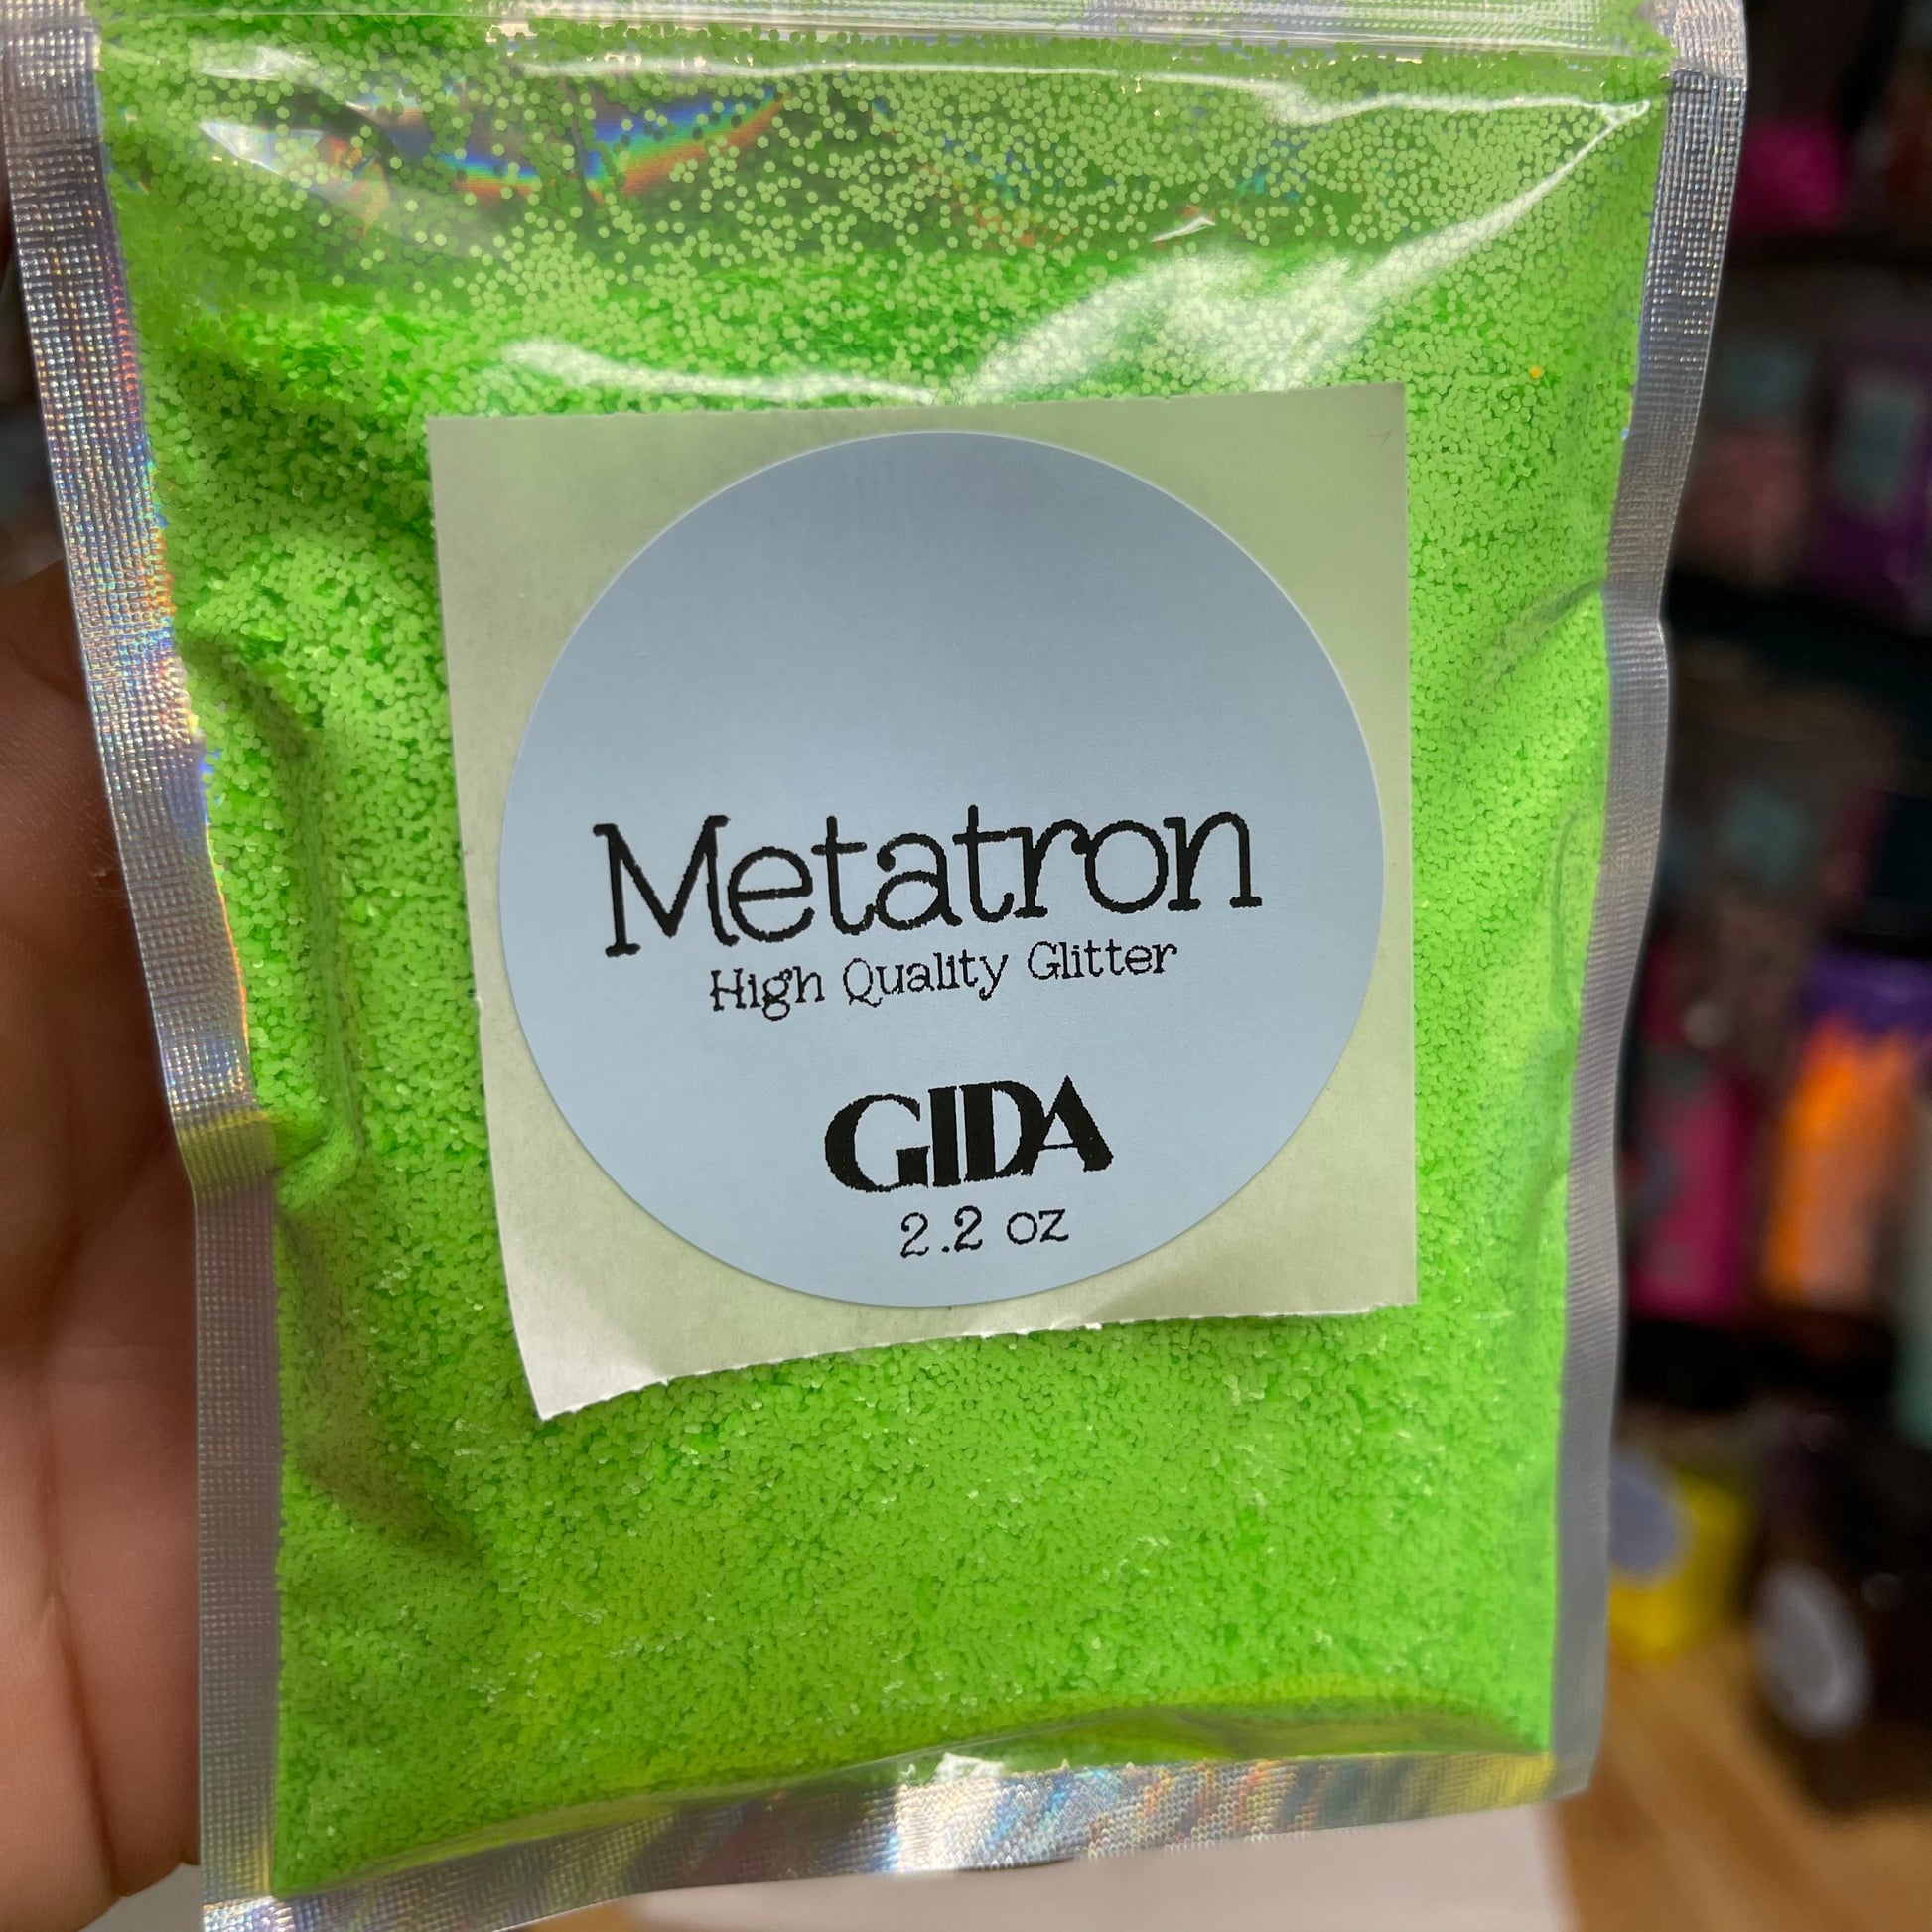 Metatron
High Quality Glitter
GIDA
2.2 oz